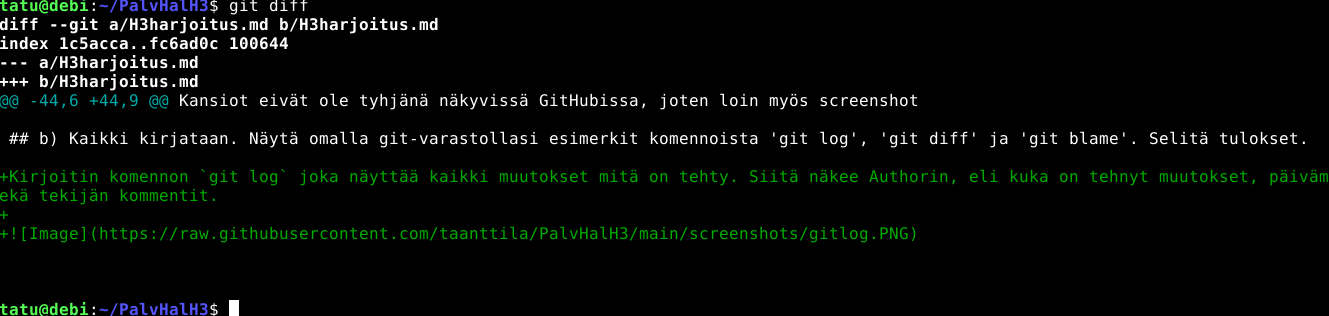 tatu@debi:~/PalvHalH3$ git diff
diff --git a/H3harjoitus.md b/H3harjoitus.md
index 1c5acca..fc6ad0c 100644
--- a/H3harjoitus.md
+++ b/H3harjoitus.md
@@ -44,6 +44,9 @@ Kansiot eivät ole tyhjänä näkyvissä GitHubissa, joten loin myös screenshot
## b) Kaikki kirjataan. Näytä omalla git-varastollasi esimerkit komennoista 'git log', 'git diff' ja 'git blame'. Selitä tulokset.
+Kirjoitin komennon `git log` joka näyttää kaikki muutokset mitä on tehty. Siitä näkee Authorin, eli kuka on tehnyt muutokset, päiväm
ekä tekijän kommentit.
+
+![Image](https://raw.githubusercontent.com/taanttila/PalvHalH3/main/screenshots/gitlog.PNG)
tatu@debi:~/PalvHalH3$